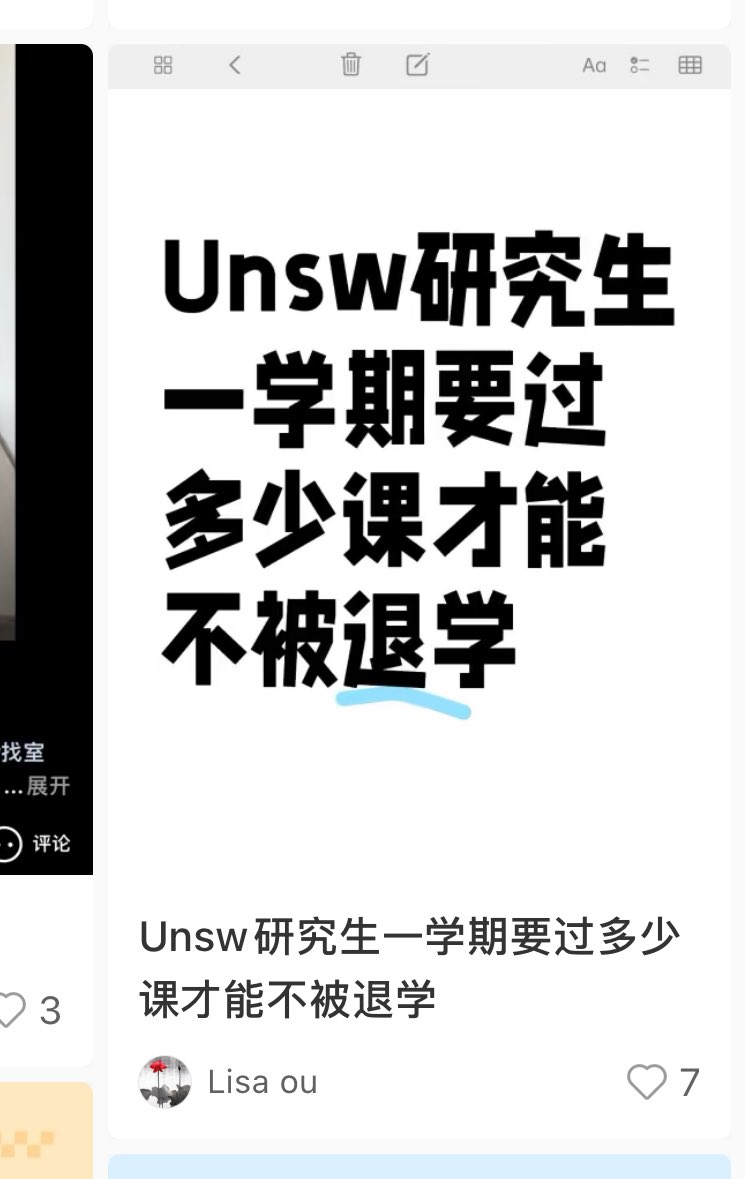 Aa
Unsw研究生
一学期要过
多少课才能
不被退学
找室
...展开
评论
3
Unsw研究生一学期要过多少
课才能不被退学
Lisa ou
7